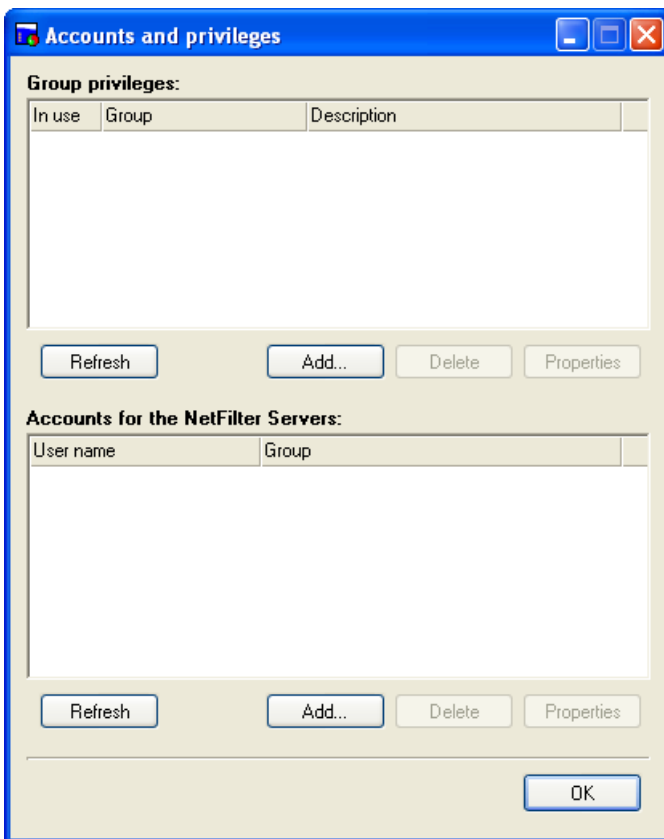 Accounts and privileges
Group privileges:
In use Group Description
Refresh Add... Delete Properties
Accounts for the NetFilter Servers:
User name Group
Refresh Add... Delete Properties
OK